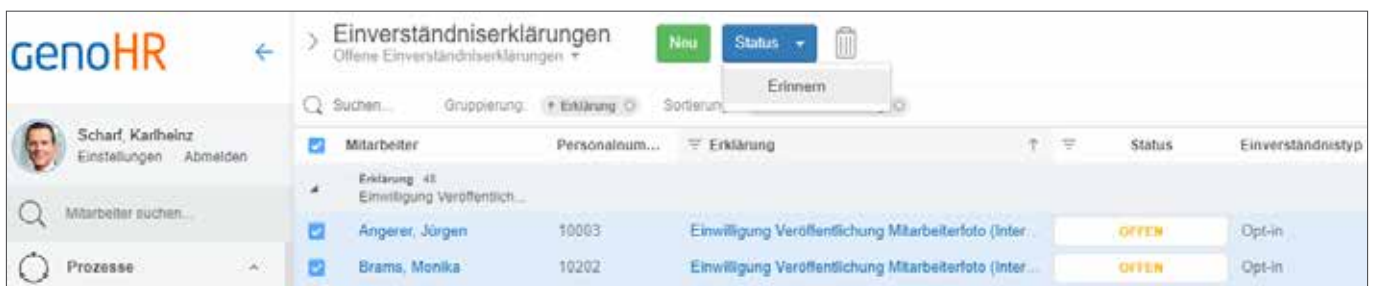 genoHR
Einverständniserklärungen
Offene Einverständniserklärungen
Neu
Status
Erinnern
Suchen...
Gruppierung:
Erklärung
Sortierun
Scharf, Karlheinz
Einstellungen Abmelden
Mitarbeiter suchen...
Prozesse
Mitarbeiter Personalnum... Erklärung Status Einverständnistyp
Erklärung 48
Einwilligung Veröffentlich...
Angerer, Jürgen 10003 Einwilligung Veröffentlichung Mitarbeiterfoto (Inter... OFFEN Opt-in
Brams, Monika 10202 Einwilligung Veröffentlichung Mitarbeiterfoto (Inter... OFFEN Opt-in